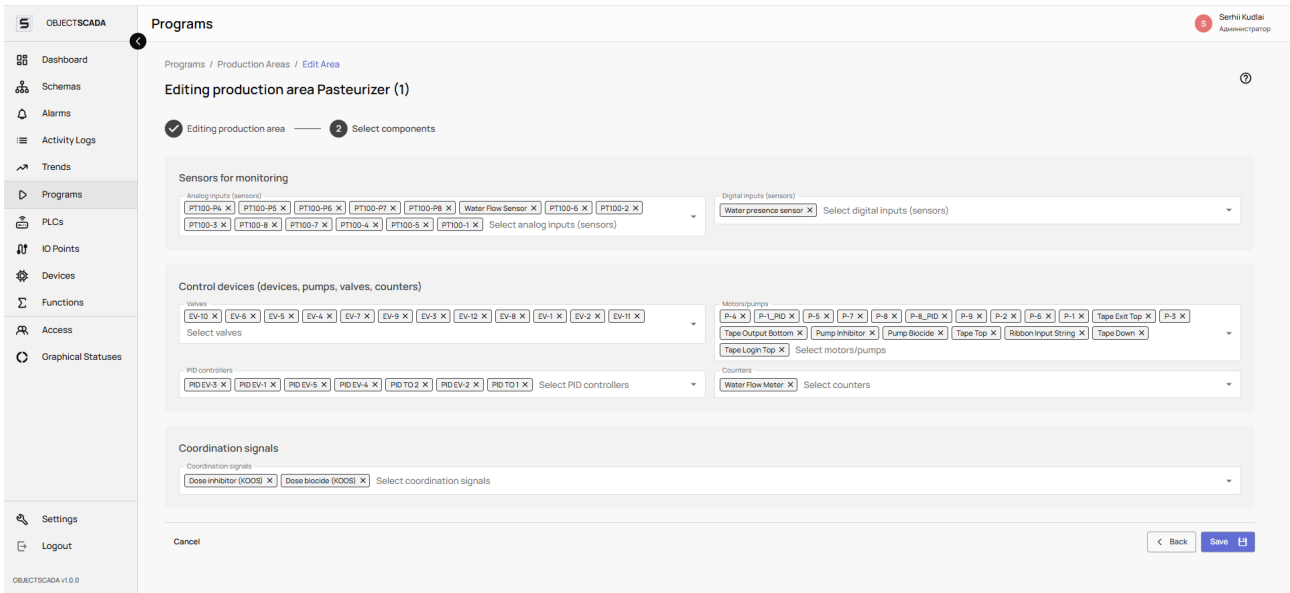 OBJECTSCADA
Programs
S
Serhii Kudlai
Администратор
Dashboard
Schemas
Alarms
Activity Logs
Trends
Programs
PLCs
IO Points
Devices
Functions
Access
Graphical Statuses
Settings
Logout
OBJECTSCADA v1.0.0
Programs / Production Areas / Edit Area
Editing production area Pasteurizer (1)
Editing production area
2 Select components
Sensors for monitoring
Analog inputs (sensors)
PT100-P4 X PT100-P5 X PT100-P6 X PT100-P7 X PT100-P8 X Water Flow Sensor X PT100-6 X PT100-2 X
PT100-3 X PT100-8 X PT100-7 X PT100-4 X PT100-5 X PT100-1 X Select analog inputs (sensors)
Digital inputs (sensors)
Water presence sensor X Select digital inputs (sensors)
Control devices (devices, pumps, valves, counters)
Valves
EV-10 X EV-6 X EV-5 X EV-4 X EV-7 X EV-9 X EV-3 X EV-12 X EV-8 X EV-1 X EV-2 X EV-11 X
Select valves
Motors/pumps
P-4 X P-1_PID X P-5 X P-7 X P-8 X P-8_PID X P-9 X P-2 X P-6 X P-1 X Tape Exit Top X P-3 X
Tape Output Bottom X Pump Inhibitor X Pump Biocide X Tape Top X Ribbon Input String X Tape Down X
Tape Login Top X Select motors/pumps
PID controllers
PID EV-3 X PID EV-1 X PID EV-5 X PID EV-4 X PID TO 2 X PID EV-2 X PID TO 1 X Select PID controllers
Counters
Water Flow Meter X Select counters
Coordination signals
Coordination signals
Dose inhibitor (KOOS) X Dose biocide (KOOS) X Select coordination signals
Cancel
Back
Save